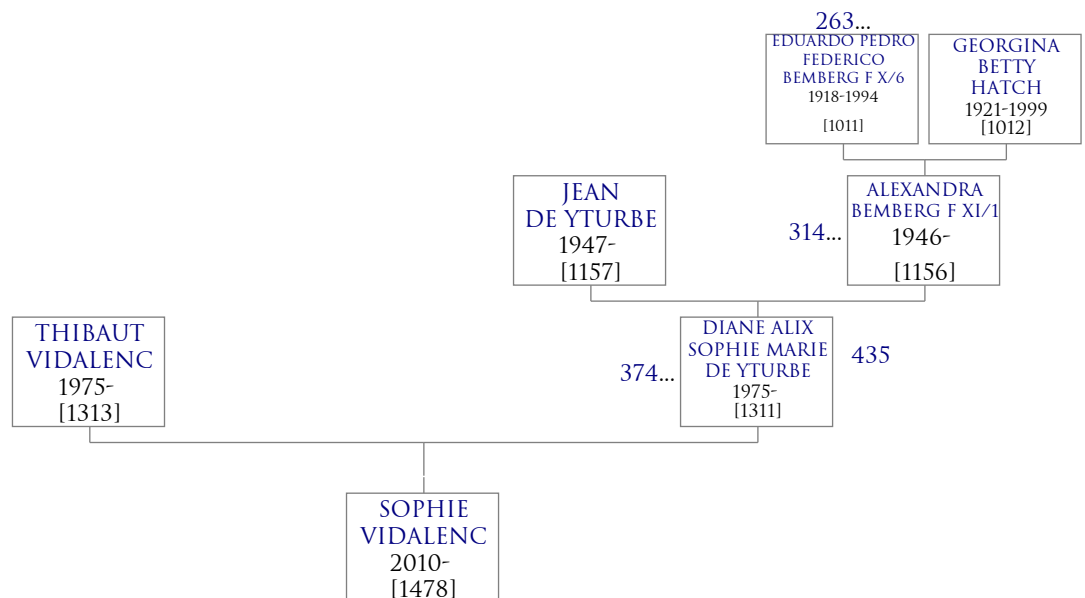 263...
EDUARDO PEDRO
FEDERICO
BEMBERG F X/6
1918-1994
[1011]
GEORGINA
BETTY
HATCH
1921-1999
[1012]
JEAN
DE YTURBE
1947-
[1157]
314...
ALEXANDRA
BEMBERG F XI/1
1946-
[1156]
THIBAUT
VIDALENC
1975-
[1313]
374...
DIANE ALIX
SOPHIE MARIE
DE YTURBE
1975-
[1311]
435
SOPHIE
VIDALENC
2010-
[1478]